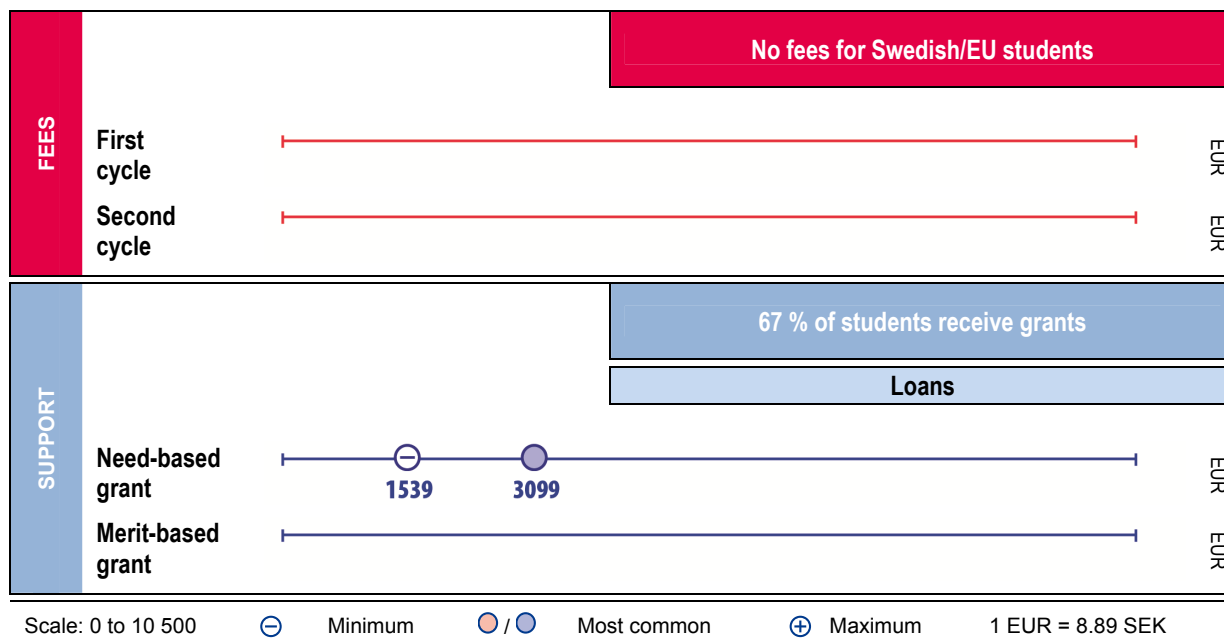 No fees for Swedish/EU students
FEES
First
cycle
EUR
Second
cycle
EUR
67 % of students receive grants
Loans
SUPPORT
Need-based
grant
1539
3099
EUR
Merit-based
grant
EUR
Scale: 0 to 10 500 Minimum / Most common Maximum 1 EUR = 8.89 SEK